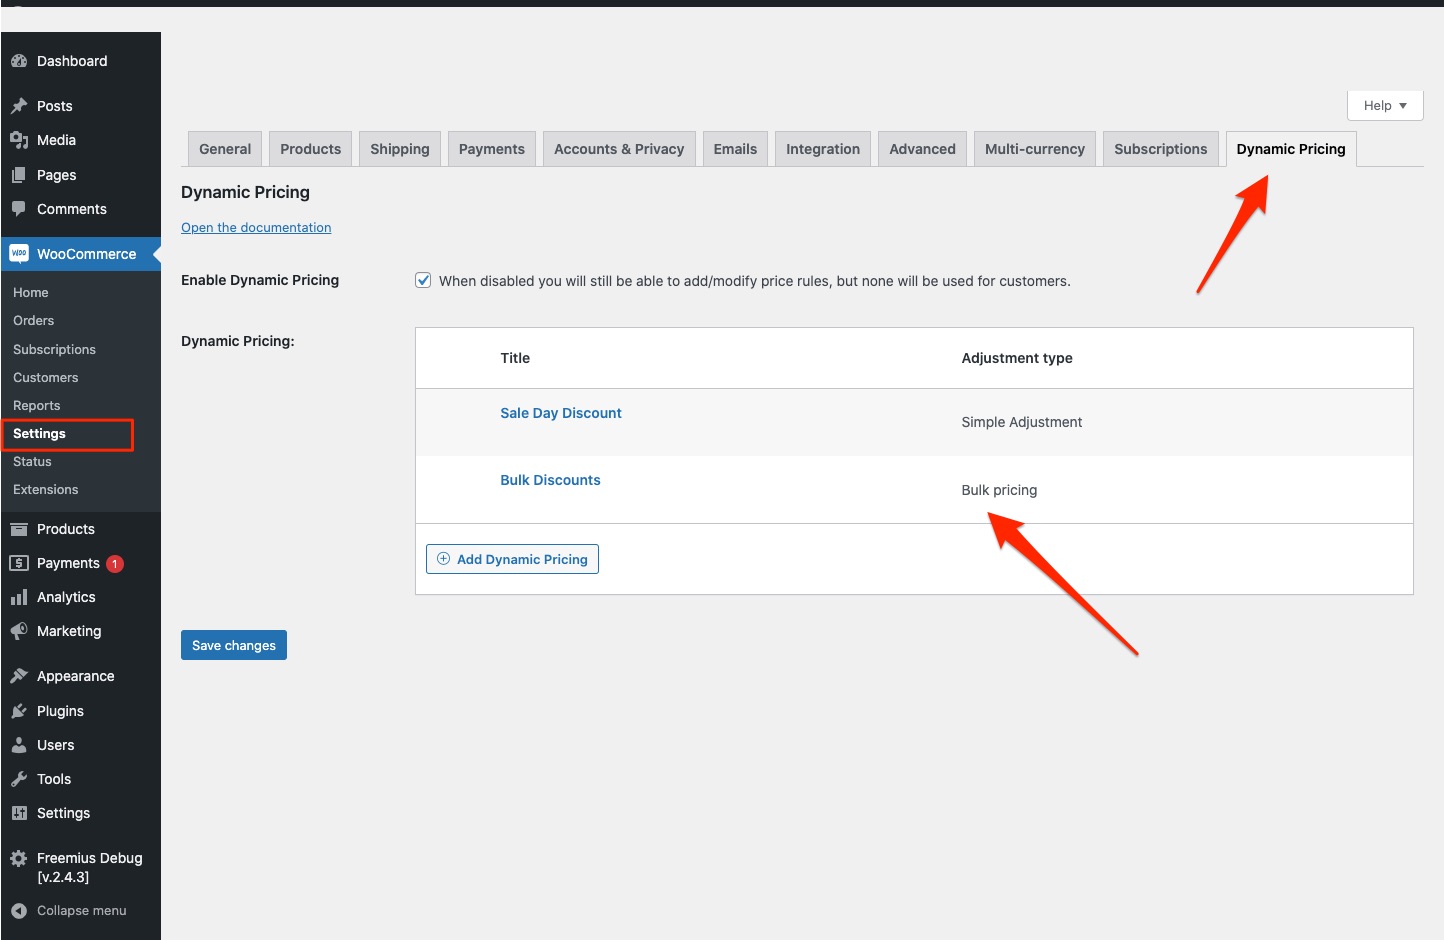 Dashboard
Posts
Media
Pages
Comments
WOO WooCommerce
Home
Orders
Subscriptions
Customers
Reports
Settings
Status
Extensions
Products
Payments 1
Analytics
Marketing
Appearance
Plugins
Users
Tools
Settings
Freemius Debug
[v.2.4.3]
Collapse menu
Help
General Products Shipping Payments Accounts & Privacy Emails Integration Advanced Multi-currency Subscriptions Dynamic Pricing
Dynamic Pricing
Open the documentation
Enable Dynamic Pricing When disabled you will still be able to add/modify price rules, but none will be used for customers.
Dynamic Pricing:
Title Adjustment type
Sale Day Discount Simple Adjustment
Bulk Discounts Bulk pricing
Add Dynamic Pricing
Save changes